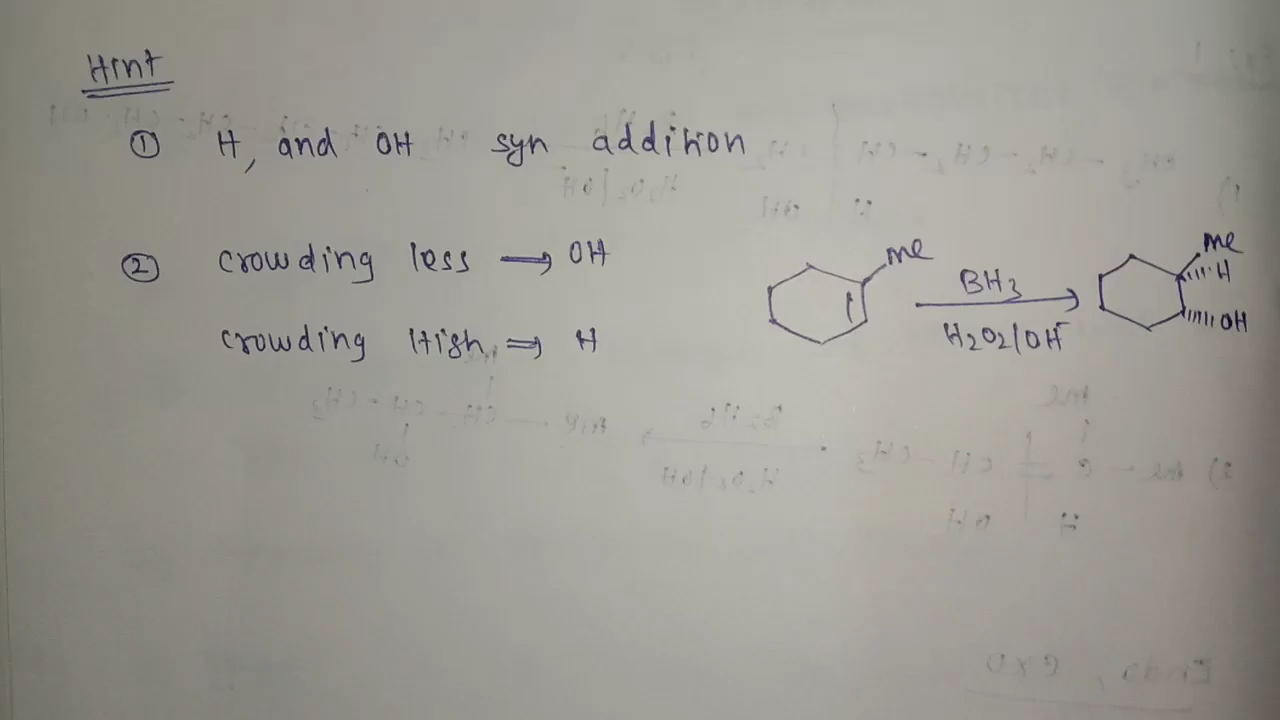 Hint
① H, and OH syn addition
② crowding less → OH
crowding High ⇒ H
Me
BH3
H2O2/OH-
Me
H
OH